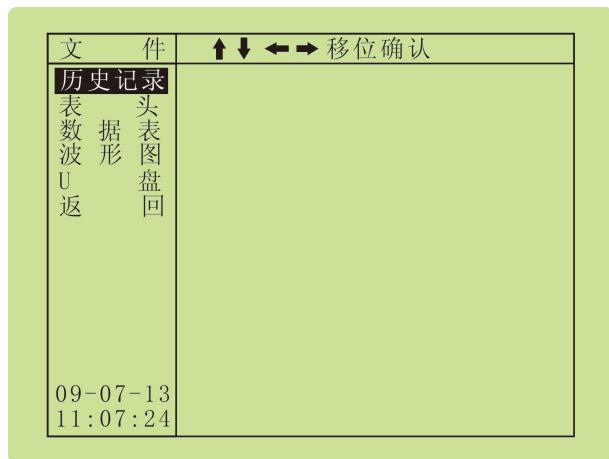 文 件
↑↓←→移位确认
历史记录
表 头
数 据 表
波 形 图
U 盘
返 回
09-07-13
11:07:24